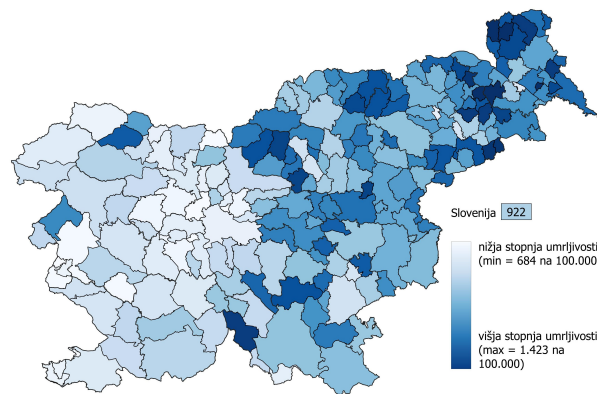 Slovenija 922
nižja stopnja umrljivosti
(min = 684 na 100.000
višja stopnja umrljivosti
(max = 1.423 na
100.000)